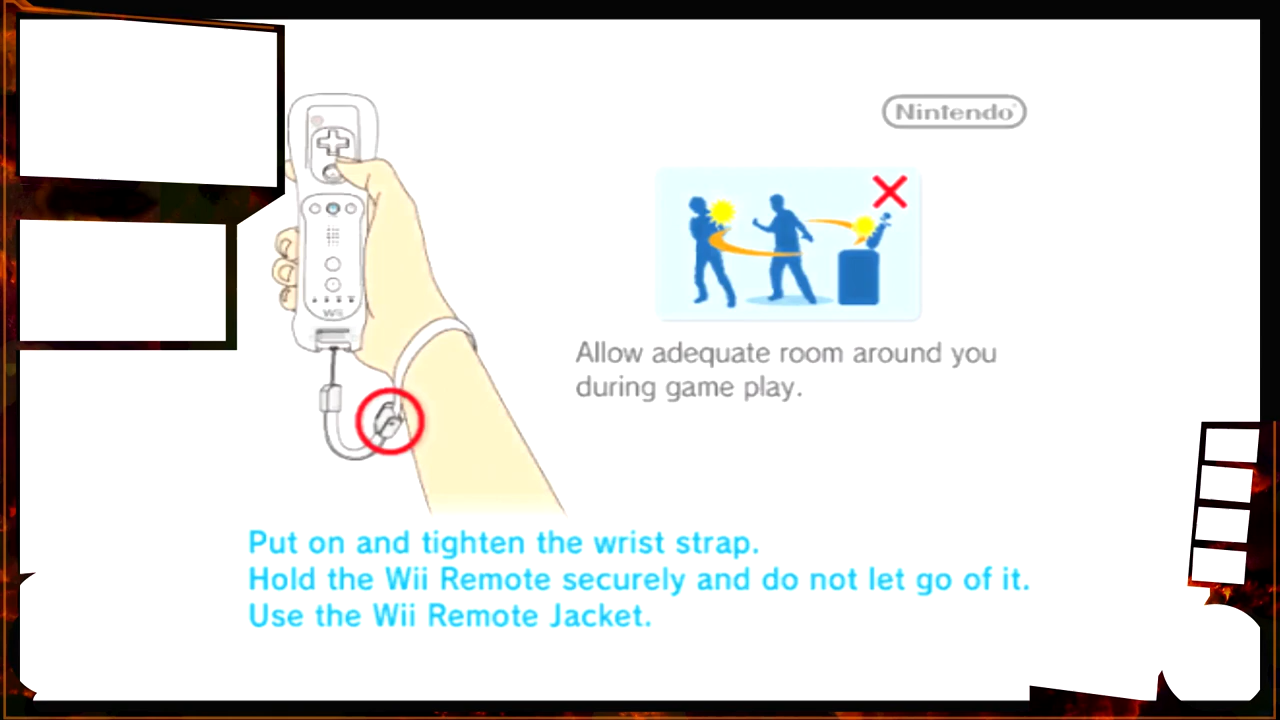 Nintendo
Allow adequate room around you
during game play.
Wii
Put on and tighten the wrist strap.
Hold the Wii Remote securely and do not let go of it.
Use the Wii Remote Jacket.